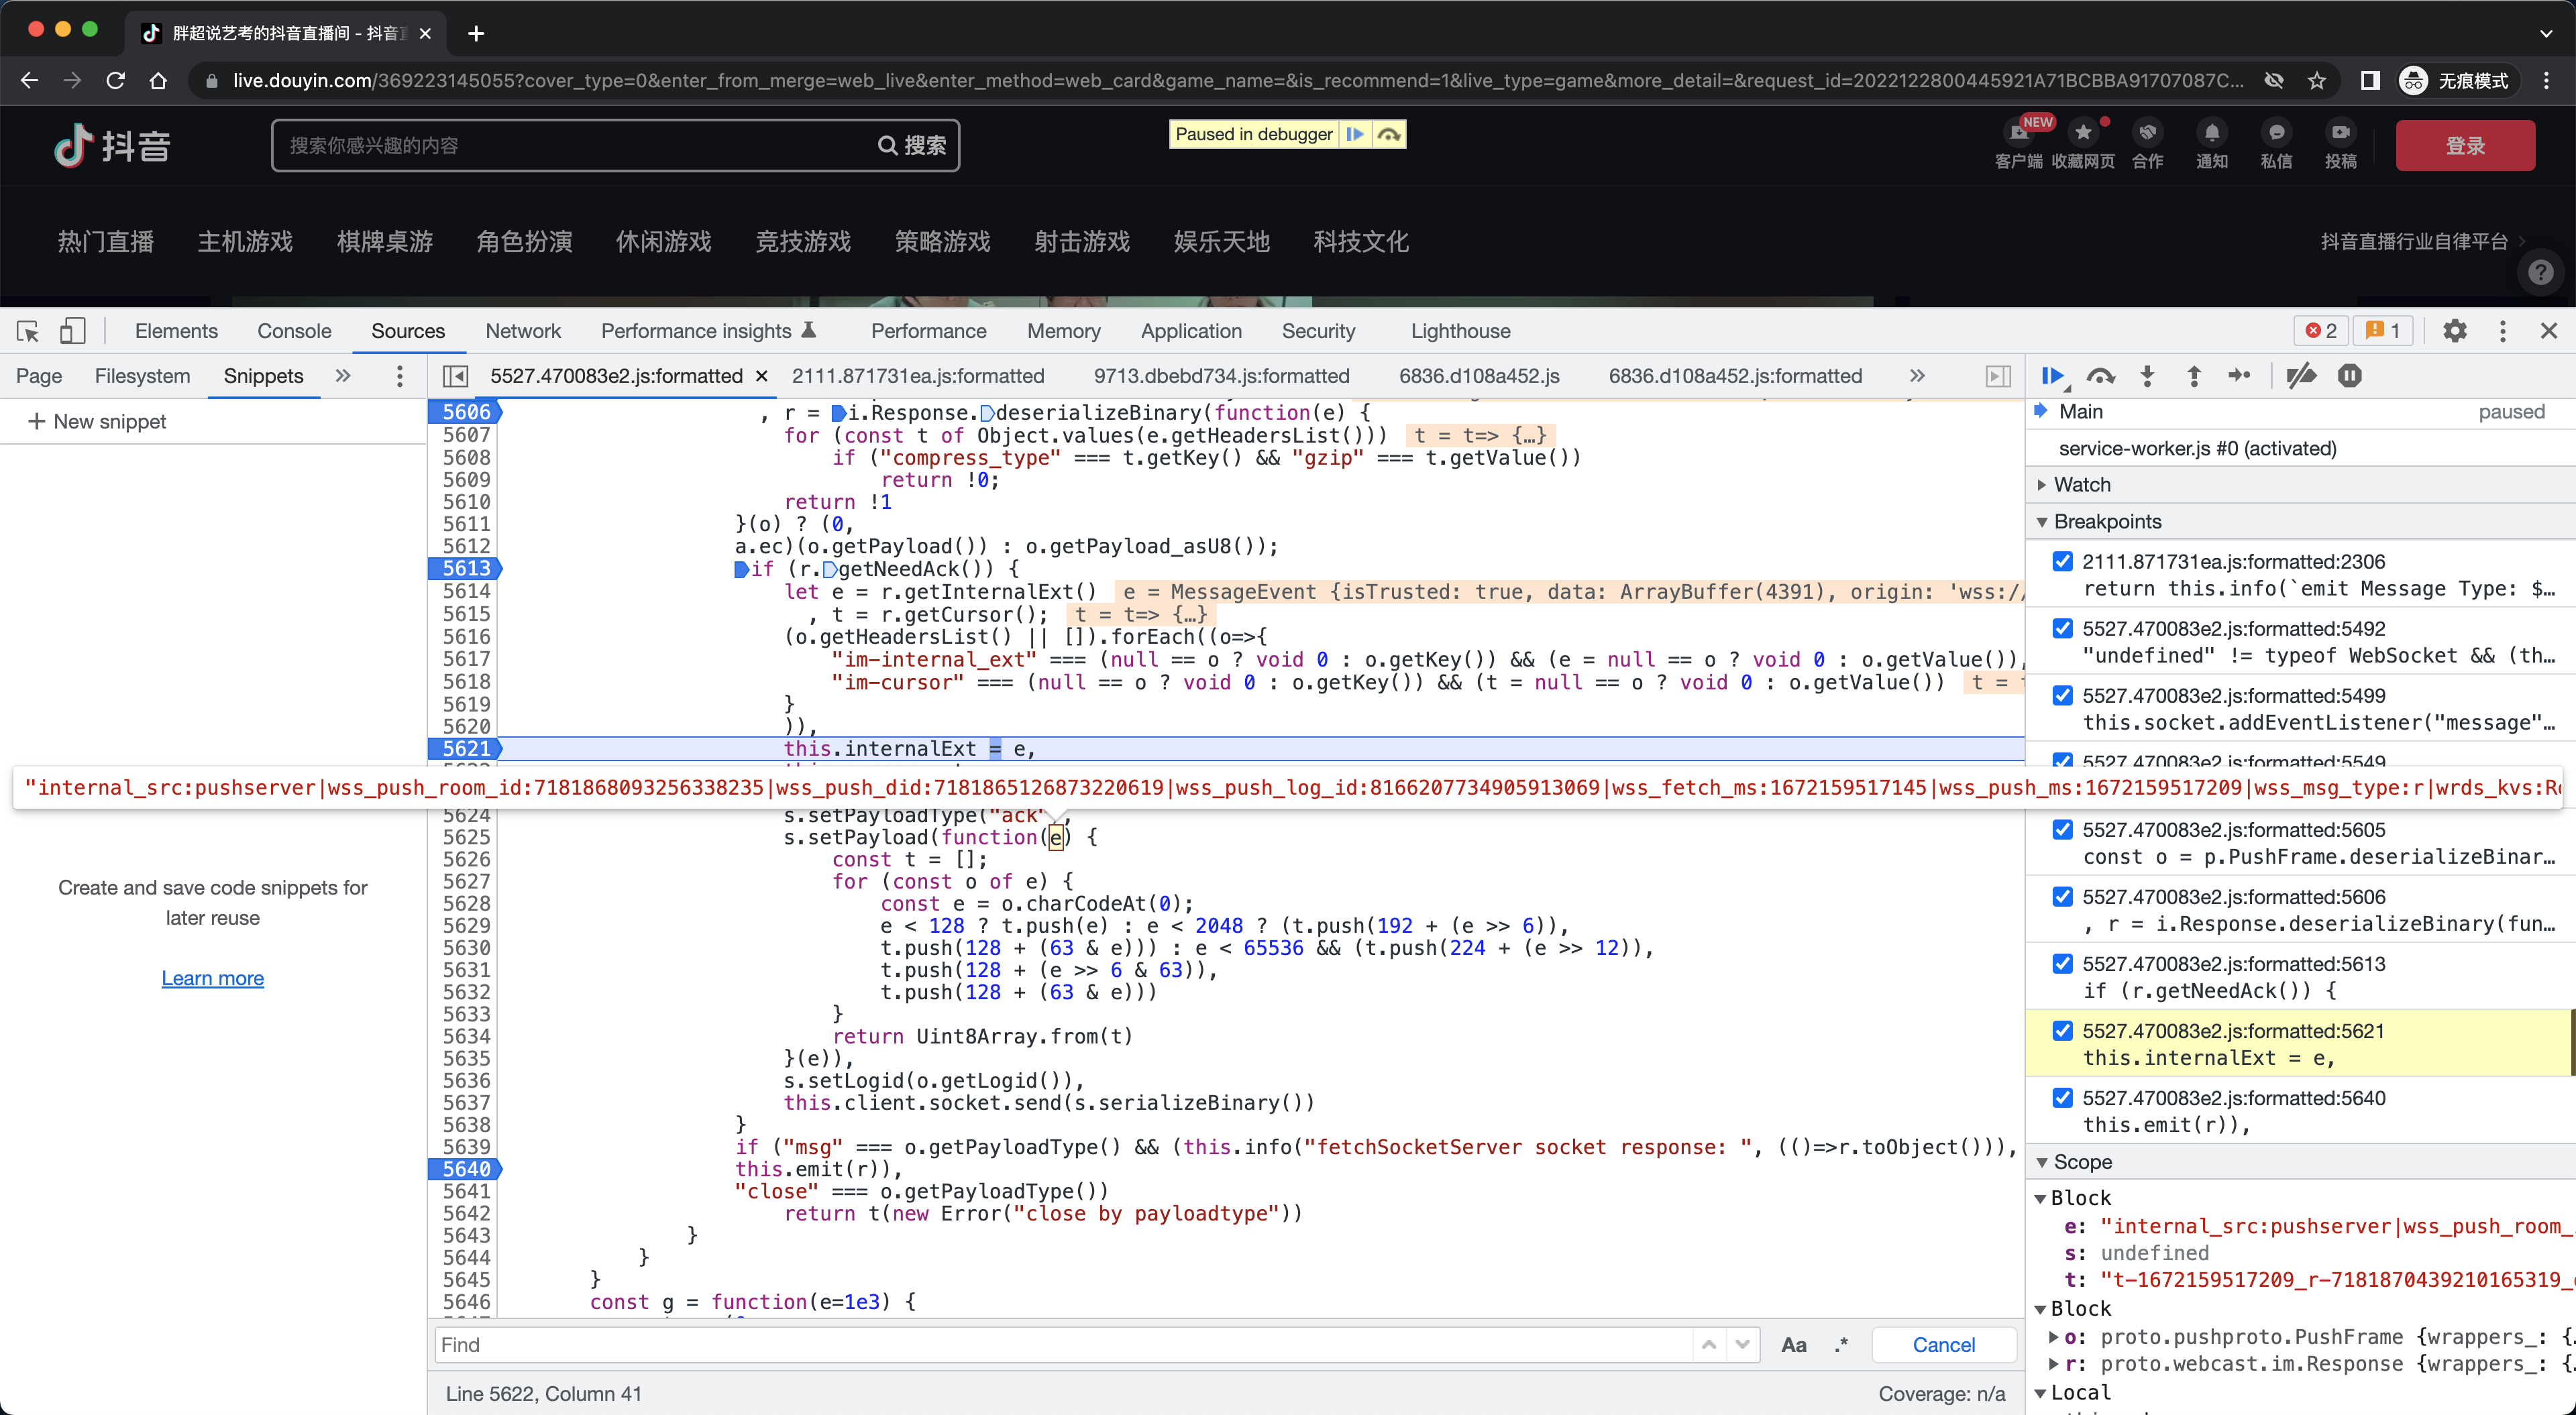 胖超说艺考的抖音直播间 - 抖音直
live.douyin.com/369223145055?cover_type=0&enter_from_merge=web_live&enter_method=web_card&game_name=&is_recommend=1&live_type=game&more_detail=&request_id=2022122800445921A71BCBBA91707087C...
无痕模式
抖音
搜索你感兴趣的内容
搜索
Paused in debugger
NEW
客户端 收藏网页 合作 通知 私信 投稿
登录
热门直播 主机游戏 棋牌桌游 角色扮演 休闲游戏 竞技游戏 策略游戏 射击游戏 娱乐天地 科技文化
抖音直播行业自律平台
Elements Console Sources Network Performance insights Performance Memory Application Security Lighthouse
2 1
Page Filesystem Snippets
5527.470083e2.js:formatted 2111.871731ea.js:formatted 9713.dbebd734.js:formatted 6836.d108a452.js 6836.d108a452.js:formatted
New snippet
Create and save code snippets for
later reuse
Learn more
5606 , r = i.Response.deserializeBinary(function(e) {
5607 for (const t of Object.values(e.getHeadersList())) t = t=> {…}
5608 if ("compress_type" === t.getKey() && "gzip" === t.getValue())
5609 return !0;
5610 return !1
5611 }(o) ? (0,
5612 a.ec)(o.getPayload()) : o.getPayload_asU8());
5613 if (r.getNeedAck()) {
5614 let e = r.getInternalExt() e = MessageEvent {isTrusted: true, data: ArrayBuffer(4391), origin: 'wss:/
5615 , t = r.getCursor(); t = t=> {…}
5616 (o.getHeadersList() || []).forEach((o=>{
5617 "im-internal_ext" === (null == o ? void 0 : o.getKey()) && (e = null == o ? void 0 : o.getValue()),
5618 "im-cursor" === (null == o ? void 0 : o.getKey()) && (t = null == o ? void 0 : o.getValue()) t =
5619 }
5620 )),
5621 this.internalExt = e,
"internal_src:pushserver|wss_push_room_id:7181868093256338235|wss_push_did:7181865126873220619|wss_push_log_id:8166207734905913069|wss_fetch_ms:1672159517145|wss_push_ms:1672159517209|wss_msg_type:r|wrds_kvs:R
5624 s.setPayloadType("ack"),
5625 s.setPayload(function(e) {
5626 const t = [];
5627 for (const o of e) {
5628 const e = o.charCodeAt(0);
5629 e < 128 ? t.push(e) : e < 2048 ? (t.push(192 + (e >> 6)),
5630 t.push(128 + (63 & e))) : e < 65536 && (t.push(224 + (e >> 12)),
5631 t.push(128 + (e >> 6 & 63)),
5632 t.push(128 + (63 & e)))
5633 }
5634 return Uint8Array.from(t)
5635 }(e)),
5636 s.setLogid(o.getLogid()),
5637 this.client.socket.send(s.serializeBinary())
5638 }
5639 if ("msg" === o.getPayloadType() && (this.info("fetchSocketServer socket response: ", (()=>r.toObject())),
5640 this.emit(r)),
5641 "close" === o.getPayloadType())
5642 return t(new Error("close by payloadtype"))
5643 }
5644 }
5645 }
5646 const g = function(e=1e3) {
Find
Aa .* Cancel
Line 5622, Column 41
Coverage: n/a
Main paused
service-worker.js #0 (activated)
Watch
Breakpoints
2111.871731ea.js:formatted:2306
return this.info(`emit Message Type: $…
5527.470083e2.js:formatted:5492
"undefined" != typeof WebSocket && (th…
5527.470083e2.js:formatted:5499
this.socket.addEventListener("message"…
5527.470083e2.js:formatted:5549
5527.470083e2.js:formatted:5605
const o = p.PushFrame.deserializeBinar…
5527.470083e2.js:formatted:5606
, r = i.Response.deserializeBinary(fun…
5527.470083e2.js:formatted:5613
if (r.getNeedAck()) {
5527.470083e2.js:formatted:5621
this.internalExt = e,
5527.470083e2.js:formatted:5640
this.emit(r)),
Scope
Block
e: "internal_src:pushserver|wss_push_room_
s: undefined
t: "t-1672159517209_r-7181870439210165319_
Block
o: proto.pushproto.PushFrame {wrappers_: {
r: proto.webcast.im.Response {wrappers_: {
Local